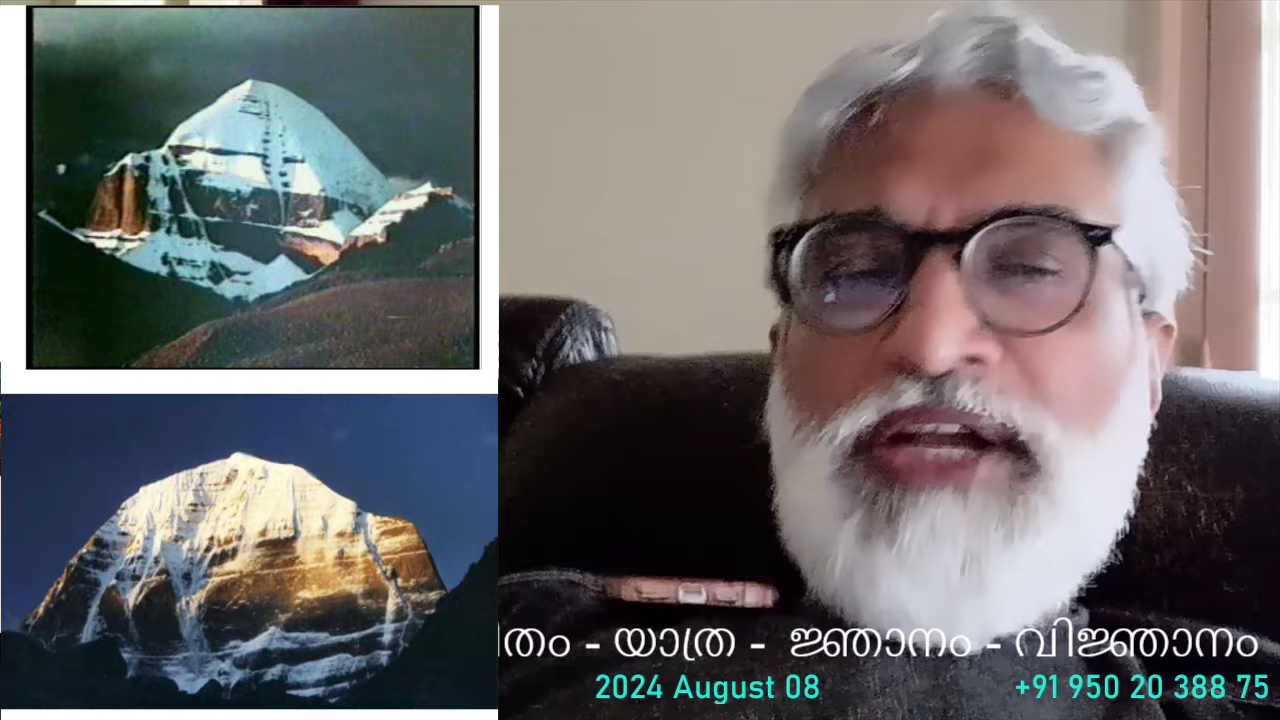 തം - യാത്ര - ജ്ഞാനം - വിജ്ഞാനം
2024 August 08
+91 950 20 388 75